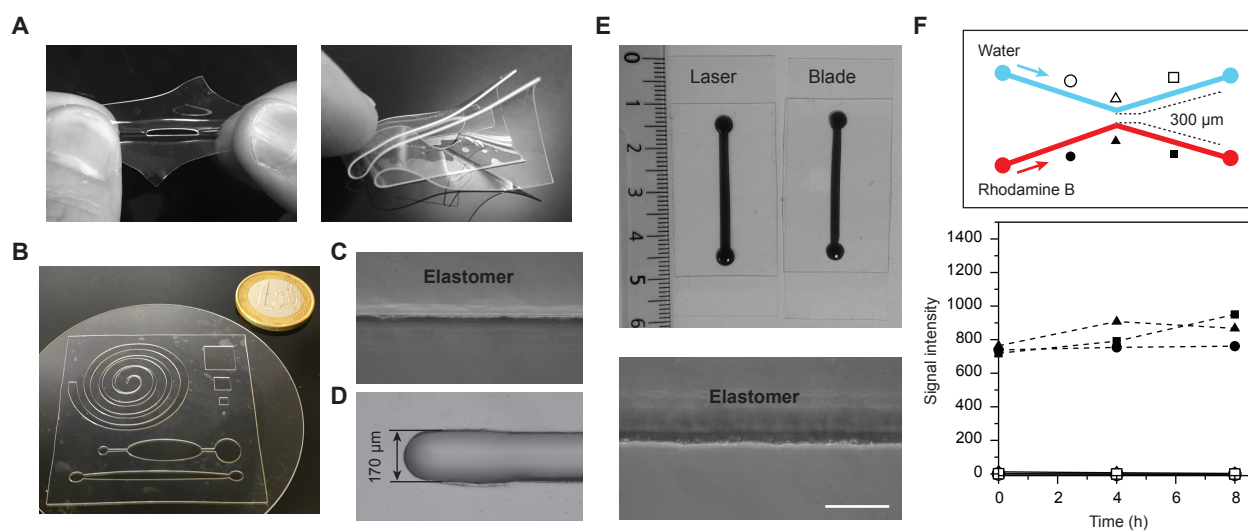 A
B
C
Elastomer
D
170 µm
E
Laser
Blade
0
1
2
3
4
5
6
Elastomer
F
Water
300 µm
Rhodamine B
1400
1200
1000
800
600
400
200
0
Signal intensity
0
4
6
8
Time (h)